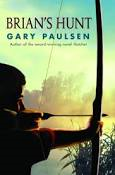 BRIAN'S HUNT
GARY PAULSEN
Author of the award-winning novel Hatchet